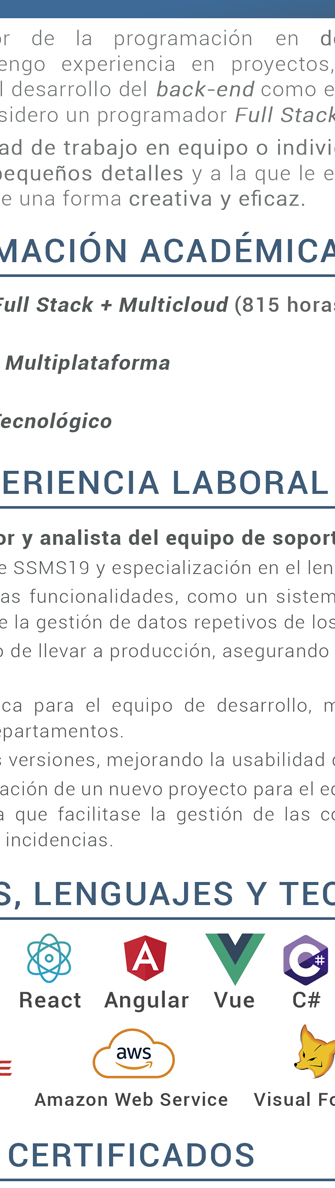 de la programación en
engo experiencia en proyectos,
desarrollo del back-end como
sidero un programador Full Stack
ad de trabajo en equipo o indivi
pequeños detalles y a la que le
e una forma creativa y eficaz.
MACIÓN ACADÉMICA
Full Stack + Multicloud (815 horas
Multiplataforma
Tecnológico
ERIENCIA LABORAL
or y analista del equipo de soport
e SSMS19 y especialización en el len
as funcionalidades, como un sistem
e la gestión de datos repetivos de los
o de llevar a producción, asegurando
ca para el equipo de desarrollo, m
epartamentos.
s versiones, mejorando la usabilidad
ación de un nuevo proyecto para el e
a que facilitase la gestión de las co
incidencias.
S, LENGUAJES Y TEC
React Angular Vue C#
aws
Amazon Web Service Visual Fo
CERTIFICADOS